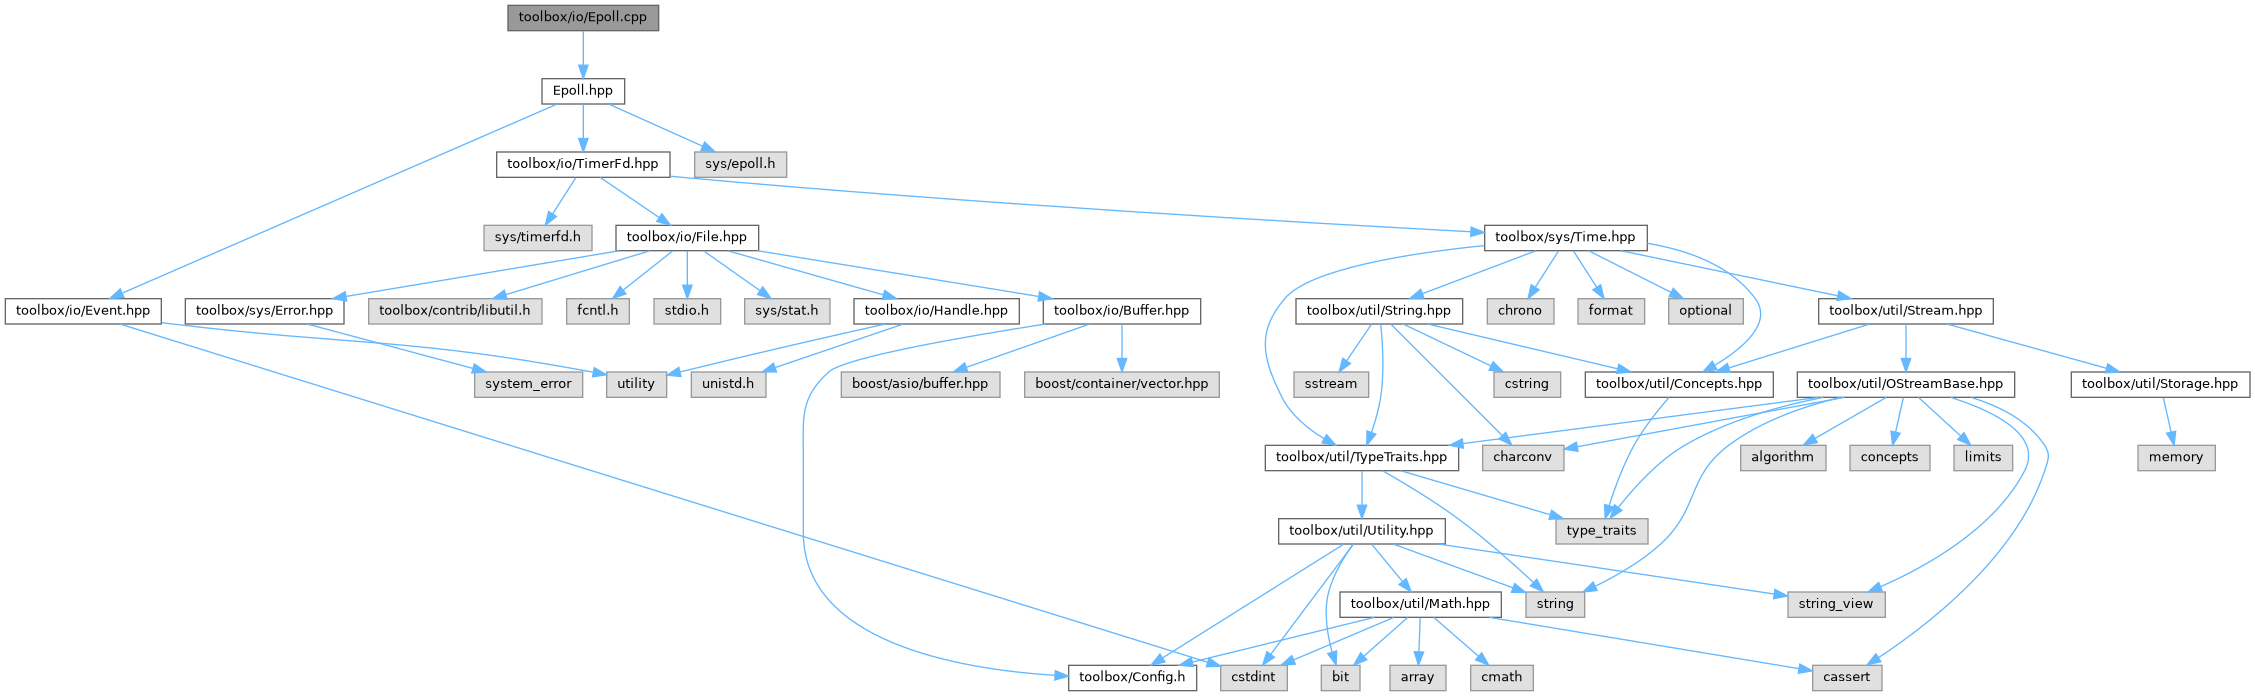 toolbox/io/Epoll.cpp
Epoll.hpp
toolbox/io/TimerFd.hpp
sys/epoll.h
sys/timerfd.h
toolbox/io/File.hpp
toolbox/sys/Time.hpp
toolbox/io/Event.hpp
toolbox/sys/Error.hpp
toolbox/contrib/libutil.h
fcntl.h
stdio.h
sys/stat.h
toolbox/io/Handle.hpp
toolbox/io/Buffer.hpp
toolbox/util/String.hpp
chrono
format
optional
toolbox/util/Stream.hpp
system_error
utility
unistd.h
boost/asio/buffer.hpp
boost/container/vector.hpp
sstream
cstring
toolbox/util/Concepts.hpp
toolbox/util/OStreamBase.hpp
toolbox/util/Storage.hpp
toolbox/util/TypeTraits.hpp
charconv
algorithm
concepts
limits
memory
toolbox/util/Utility.hpp
type_traits
toolbox/util/Math.hpp
string
string_view
toolbox/Config.h
cstdint
bit
array
cmath
cassert